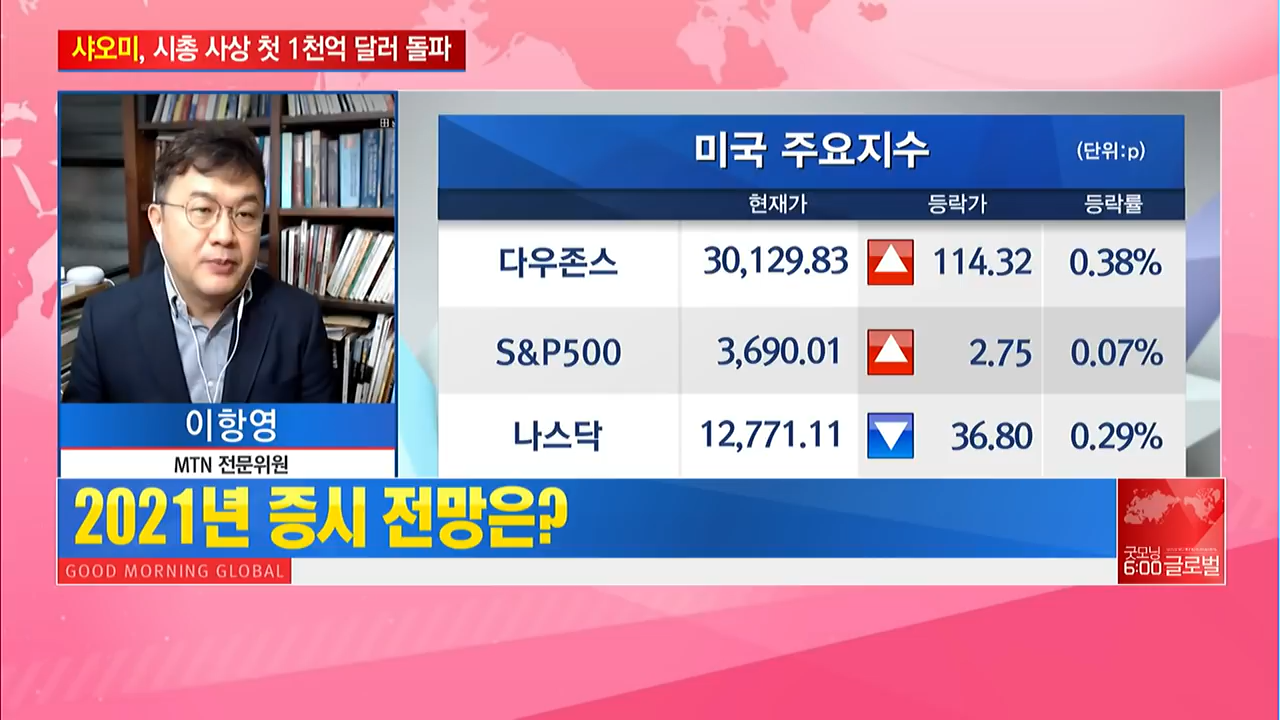 샤오미, 시총 사상 첫 1천억 달러 돌파
미국 주요지수 (단위:p)
현재가 등락가 등락률
다우존스 30,129.83 ▲ 114.32 0.38%
S&P500 3,690.01 ▲ 2.75 0.07%
나스닥 12,771.11 ▼ 36.80 0.29%
이항영
MTN 전문위원
2021년 증시 전망은?
GOOD MORNING GLOBAL
굿모닝
6:00 글로벌